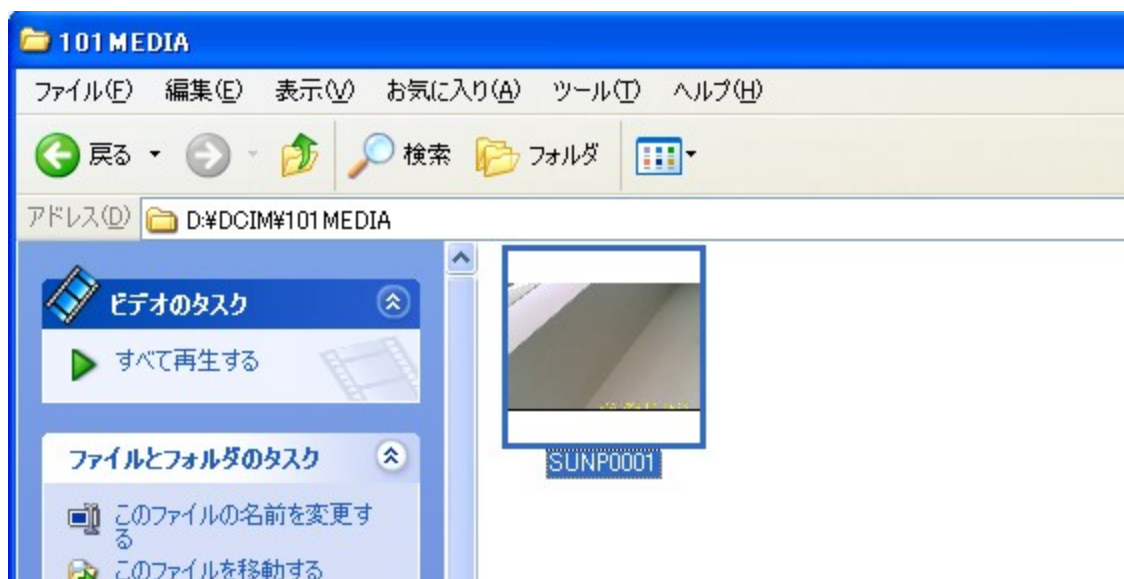 101MEDIA
ファイル(F) 編集(E) 表示(V) お気に入り(A) ツール(T) ヘルプ(H)
戻る 検索 フォルダ
アドレス(D) D:¥DCIM¥101MEDIA
ビデオのタスク
すべて再生する
SUNP0001
ファイルとフォルダのタスク
このファイルの名前を変更す
る
このファイルを移動する